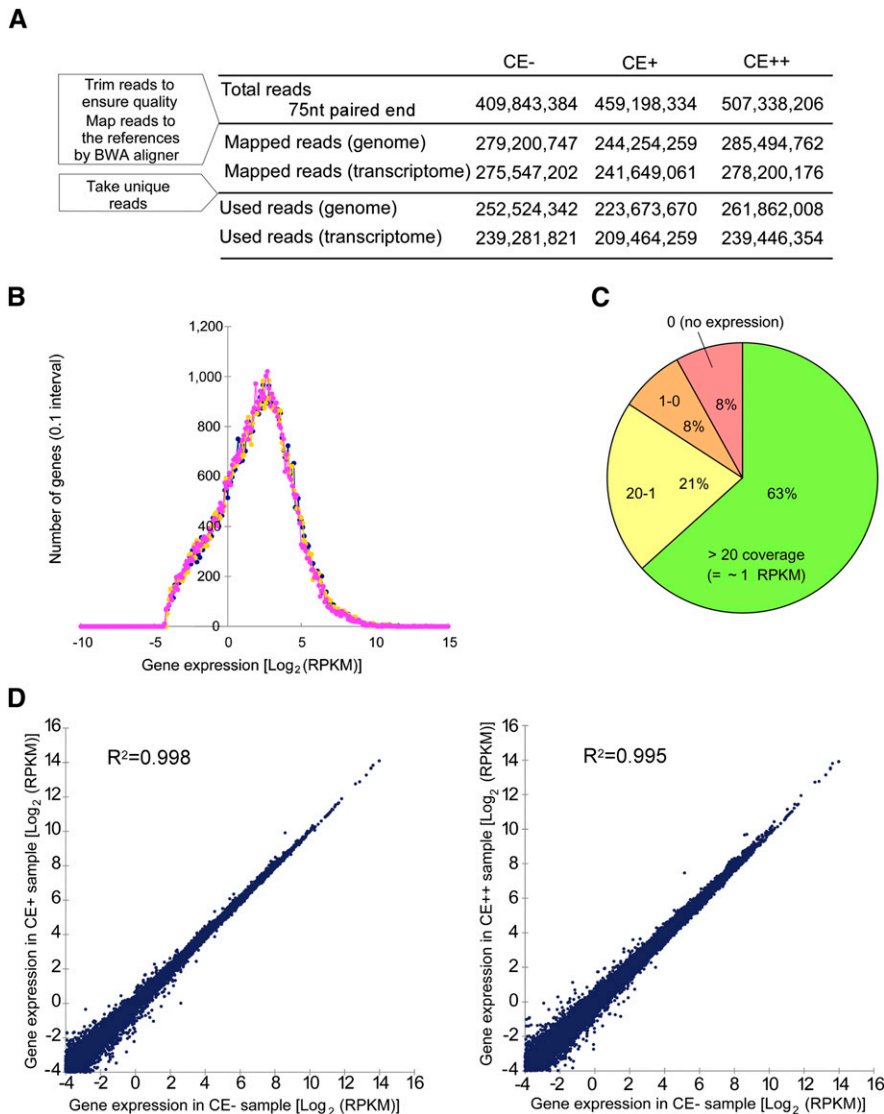 A
CE- CE+ CE++
Trim reads to
ensure quality
Map reads to
the references
by BWA aligner
Total reads
75nt paired end 409,843,384 459,198,334 507,338,206
Mapped reads (genome) 279,200,747 244,254,259 285,494,762
Mapped reads (transcriptome) 275,547,202 241,649,061 278,200,176
Take unique
reads
Used reads (genome) 252,524,342 223,673,670 261,862,008
Used reads (transcriptome) 239,281,821 209,464,259 239,446,354
B
Number of genes (0.1 interval)
1,200
1,000
800
600
400
200
0
-10 -5 0 5 10 15
Gene expression [Log2 (RPKM)]
C
0 (no expression)
1-0
8%
8%
20-1 21%
63%
> 20 coverage
(= ~ 1 RPKM)
D
Gene expression in CE+ sample [Log2 (RPKM)]
16
14
12
10
8
6
4
2
0
-2
-4
R2=0.998
-4 -2 0 2 4 6 8 10 12 14 16
Gene expression in CE- sample [Log2 (RPKM)]
Gene expression in CE++ sample [Log2 (RPKM)]
16
14
12
10
8
6
4
2
0
-2
-4
R2=0.995
-4 -2 0 2 4 6 8 10 12 14 16
Gene expression in CE- sample [Log2 (RPKM)]